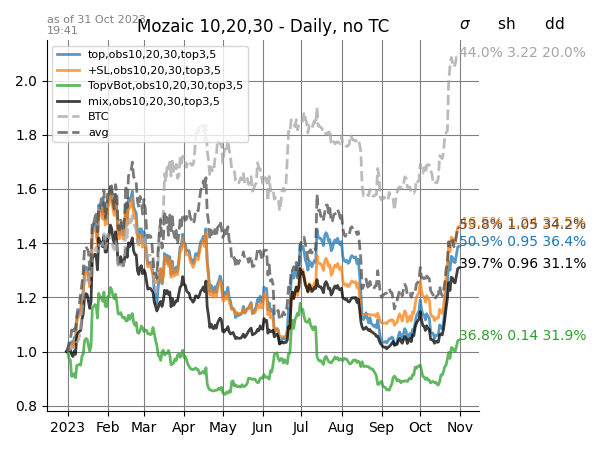 as of 31 Oct 2023
19:41
Mozaic 10,20,30 - Daily, no TC
σ sh dd
top,obs10,20,30,top3,5
+SL,obs10,20,30,top3,5
TopvBot,obs10,20,30,top3,5
mix,obs10,20,30,top3,5
BTC
avg
44.0% 3.22 20.0%
53.8% 1.05 34.2%
50.9% 0.95 36.4%
39.7% 0.96 31.1%
36.8% 0.14 31.9%
2.0
1.8
1.6
1.4
1.2
1.0
0.8
2023 Feb Mar Apr May Jun Jul Aug Sep Oct Nov